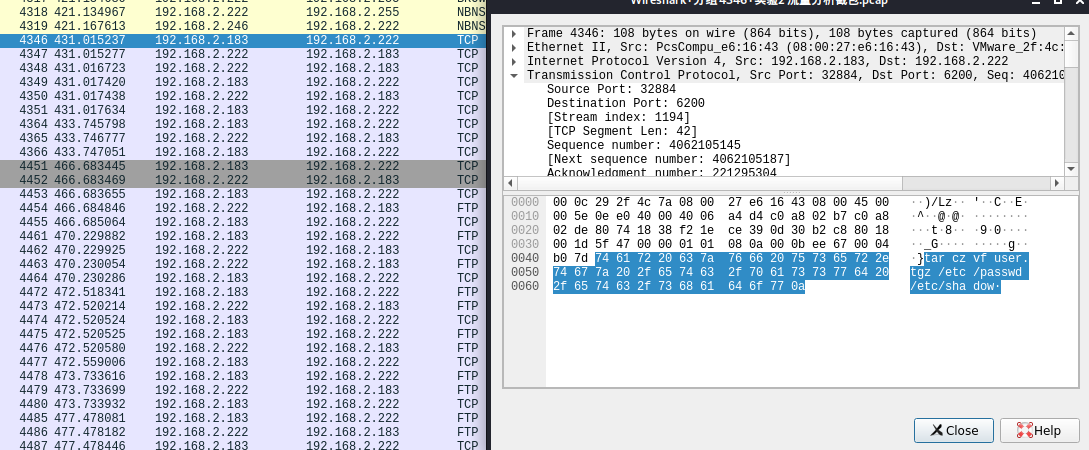 4318 421.134967 192.168.2.222 192.168.2.255 NBNS
4319 421.167613 192.168.2.222 192.168.2.246 NBNS
4346 431.015237 192.168.2.183 192.168.2.222 TCP
4347 431.015277 192.168.2.222 192.168.2.183 TCP
4348 431.016723 192.168.2.222 192.168.2.183 TCP
4349 431.017420 192.168.2.183 192.168.2.222 TCP
4350 431.017438 192.168.2.222 192.168.2.183 TCP
4351 431.017634 192.168.2.183 192.168.2.222 TCP
4364 433.745798 192.168.2.222 192.168.2.183 TCP
4365 433.746777 192.168.2.222 192.168.2.183 TCP
4366 433.747051 192.168.2.183 192.168.2.222 TCP
4451 466.683445 192.168.2.183 192.168.2.222 TCP
4452 466.683469 192.168.2.222 192.168.2.183 TCP
4453 466.683655 192.168.2.183 192.168.2.222 TCP
4454 466.684846 192.168.2.222 192.168.2.183 FTP
4455 466.685064 192.168.2.183 192.168.2.222 TCP
4461 470.229882 192.168.2.183 192.168.2.222 FTP
4462 470.229925 192.168.2.222 192.168.2.183 TCP
4463 470.230054 192.168.2.222 192.168.2.183 FTP
4464 470.230286 192.168.2.183 192.168.2.222 TCP
4472 472.518341 192.168.2.183 192.168.2.222 FTP
4473 472.520214 192.168.2.222 192.168.2.183 FTP
4474 472.520524 192.168.2.183 192.168.2.222 TCP
4475 472.520525 192.168.2.183 192.168.2.222 FTP
4476 472.520580 192.168.2.222 192.168.2.183 FTP
4477 472.559006 192.168.2.183 192.168.2.222 TCP
4478 473.733616 192.168.2.183 192.168.2.222 FTP
4479 473.733699 192.168.2.222 192.168.2.183 FTP
4480 473.733932 192.168.2.183 192.168.2.222 TCP
4485 477.478081 192.168.2.183 192.168.2.222 FTP
4486 477.478182 192.168.2.222 192.168.2.183 FTP
4487 477.478446 192.168.2.183 192.168.2.222 TCP
Frame 4346: 108 bytes on wire (864 bits), 108 bytes captured (864 bits)
Ethernet II, Src: PcsCompu_e6:16:43 (08:00:27:e6:16:43), Dst: VMware_2f:4c:
Internet Protocol Version 4, Src: 192.168.2.183, Dst: 192.168.2.222
Transmission Control Protocol, Src Port: 32884, Dst Port: 6200, Seq: 406210
Source Port: 32884
Destination Port: 6200
[Stream index: 1194]
[TCP Segment Len: 42]
Sequence number: 4062105145
[Next sequence number: 4062105187]
Acknowledgment number: 221295304
0000 00 0c 29 2f 4c 7a 08 00 27 e6 16 43 08 00 45 00 ··)/Lz·· '··C··E·
0010 00 5e 0e e0 40 00 40 06 a4 d4 c0 a8 02 b7 c0 a8 ·^··@·@· ········
0020 02 de 80 74 18 38 f2 1e ce 39 0d 30 b2 c8 80 18 ···t·8·· ·9·0····
0030 00 1d 5f 47 00 00 01 01 08 0a 00 0b ee 67 00 04 ··_G···· ·····g··
0040 b0 7d 74 61 72 20 63 7a 76 66 20 75 73 65 72 2e ·}tar cz vf user.
0050 74 67 7a 20 2f 65 74 63 2f 70 61 73 73 77 64 20 tgz /etc /passwd
0060 2f 65 74 63 2f 73 68 61 64 6f 77 0a /etc/sha dow·
Close
Help